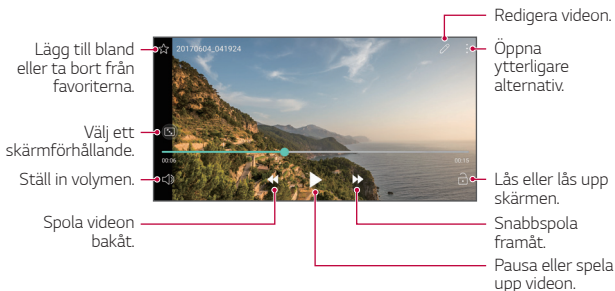 Redigera videon.
Lägg till bland
eller ta bort från
favoriterna.
20170604_041924
Öppna
ytterligare
alternativ.
Välj ett
skärmförhållande.
00:06
00:15
Ställ in volymen.
Lås eller lås upp
skärmen.
Spola videon
bakåt.
Snabbspola
framåt.
Pausa eller spela
upp videon.